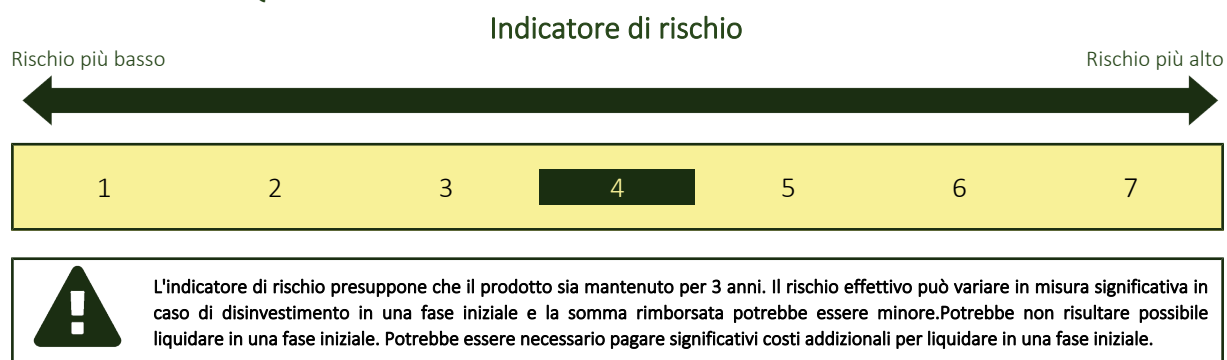 Indicatore di rischio
Rischio più basso
Rischio più alto
1 2 3 4 5 6 7
L'indicatore di rischio presuppone che il prodotto sia mantenuto per 3 anni. Il rischio effettivo può variare in misura significativa in
caso di disinvestimento in una fase iniziale e la somma rimborsata potrebbe essere minore.Potrebbe non risultare possibile
liquidare in una fase iniziale. Potrebbe essere necessario pagare significativi costi addizionali per liquidare in una fase iniziale.